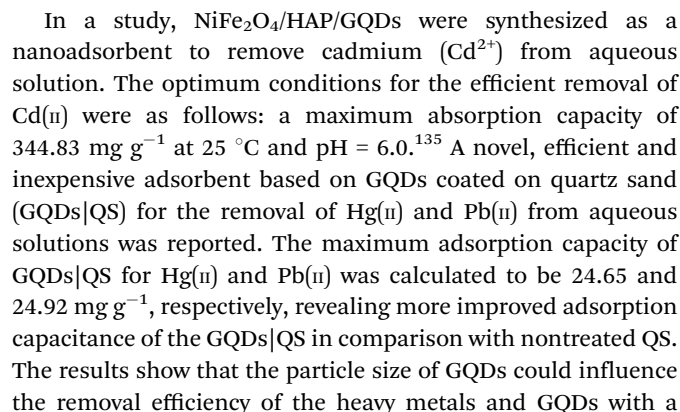 In a study, NiFe₂O₄/HAP/GQDs were synthesized as a
nanoadsorbent to remove cadmium (Cd²⁺) from aqueous
solution. The optimum conditions for the efficient removal of
Cd(II) were as follows: a maximum absorption capacity of
344.83 mg g⁻¹ at 25 °C and pH = 6.0.¹³⁵ A novel, efficient and
inexpensive adsorbent based on GQDs coated on quartz sand
(GQDs|QS) for the removal of Hg(II) and Pb(II) from aqueous
solutions was reported. The maximum adsorption capacity of
GQDs|QS for Hg(II) and Pb(II) was calculated to be 24.65 and
24.92 mg g⁻¹, respectively, revealing more improved adsorption
capacitance of the GQDs|QS in comparison with nontreated QS.
The results show that the particle size of GQDs could influence
the removal efficiency of the heavy metals and GQDs with a